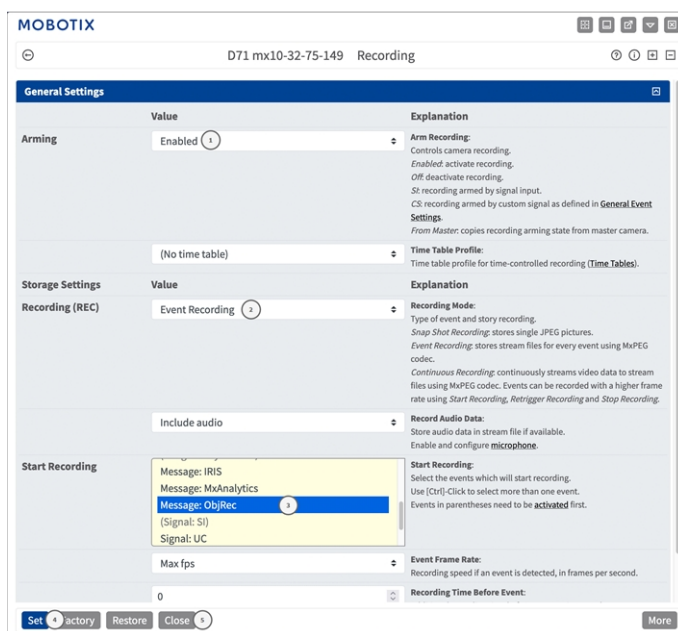 MOBOTIX
D71 mx10-32-75-149 Recording
General Settings
Value Explanation
Arming
Enabled 1
Arm Recording:
Controls camera recording.
Enabled: activate recording.
Off: deactivate recording.
SI: recording armed by signal input.
CS: recording armed by custom signal as defined in General Event
Settings.
From Master: copies recording arming state from master camera.
(No time table)
Time Table Profile:
Time table profile for time-controlled recording (Time Tables).
Storage Settings Value Explanation
Recording (REC)
Event Recording 2
Recording Mode:
Type of event and story recording.
Snap Shot Recording: stores single JPEG pictures.
Event Recording: stores stream files for every event using MxPEG
codec.
Continuous Recording: continuously streams video data to stream
files using MxPEG codec. Events can be recorded with a higher frame
rate using Start Recording, Retrigger Recording and Stop Recording.
Include audio
Record Audio Data:
Store audio data in stream file if available.
Enable and configure microphone.
Start Recording
Message: IRIS
Message: MxAnalytics
Message: ObjRec 3
(Signal: SI)
Signal: UC
Start Recording:
Select the events which will start recording.
Use [Ctrl]-Click to select more than one event.
Events in parentheses need to be activated first.
Max fps
Event Frame Rate:
Recording speed if an event is detected, in frames per second.
0
Recording Time Before Event:
Set 4 actory Restore Close 5 More